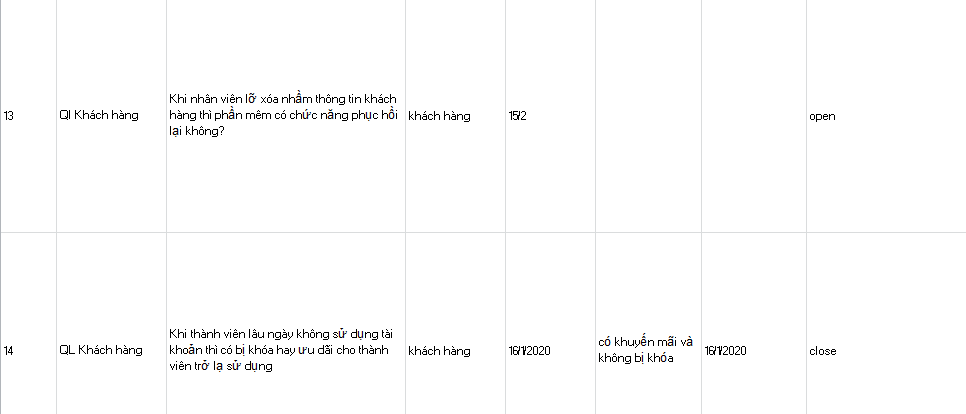 Khi nhân viên lỡ xóa nhầm thông tin khách
13 Ql Khách hàng hàng thì phần mêm có chức năng phục hồi khách hàng 15/2 open
lại không?
Khi thành viên lâu ngày không sử dụng tài
14 QL Khách hàng khoản thì có bị khóa hay ưu dãi cho thành khách hàng 16/1/2020 có khuyến mãi và 16/1/2020 close
viên trở lạ sử dụng không bị khóa